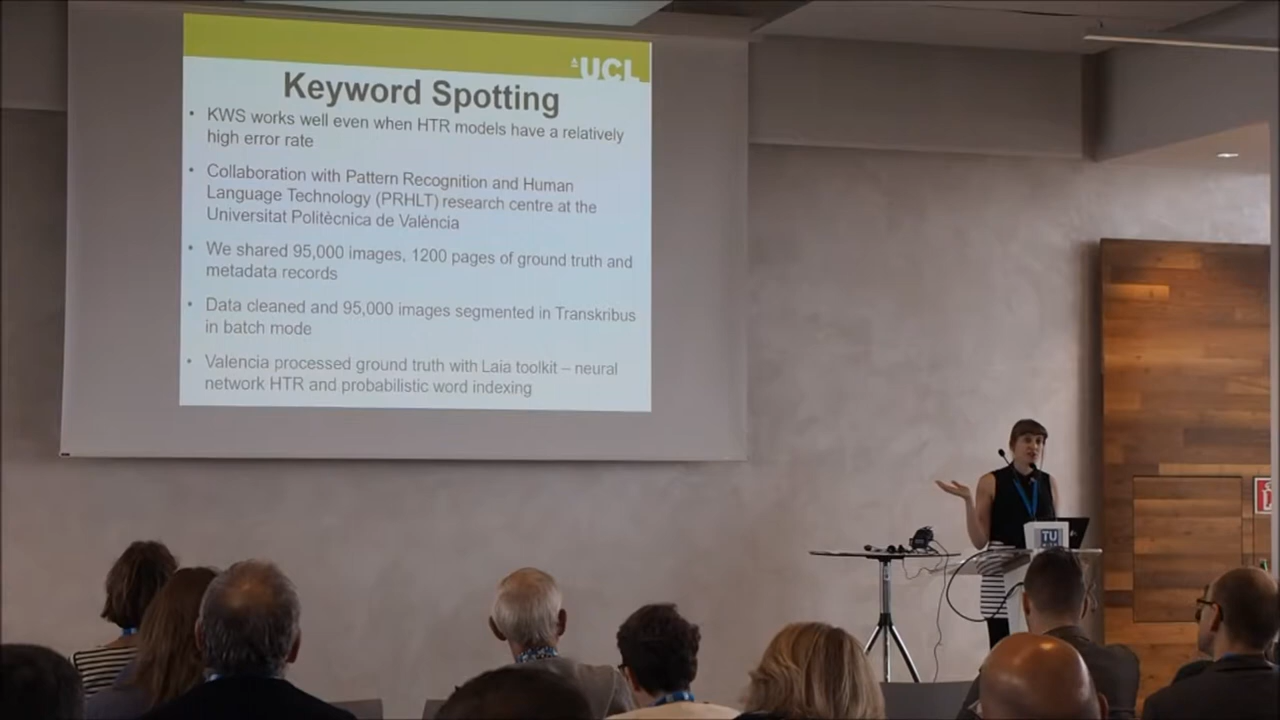 UCL
Keyword Spotting
• KWS works well even when HTR models have a relatively
high error rate
• Collaboration with Pattern Recognition and Human
Language Technology (PRHLT) research centre at the
Universitat Politècnica de València
• We shared 95,000 images, 1200 pages of ground truth and
metadata records
• Data cleaned and 95,000 images segmented in Transkribus
in batch mode
• Valencia processed ground truth with Laia toolkit – neural
network HTR and probabilistic word indexing
TU